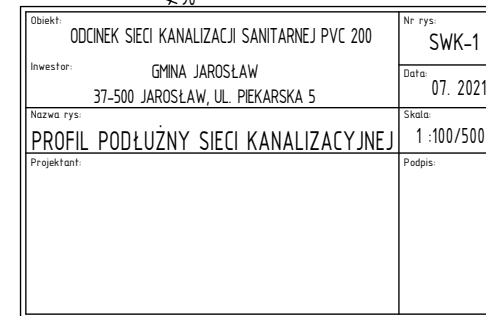 Obiekt:
ODCINEK SIECI KANALIZACJI SANITARNEJ PVC 200
Nr rys:
SWK-1
Inwestor:
GMINA JAROSŁAW
37-500 JAROSŁAW, UL. PIEKARSKA 5
Data:
07. 2021
Nazwa rys:
PROFIL PODŁUŻNY SIECI KANALIZACYJNEJ
Skala:
1 :100/500
Projektant:
Podpis: